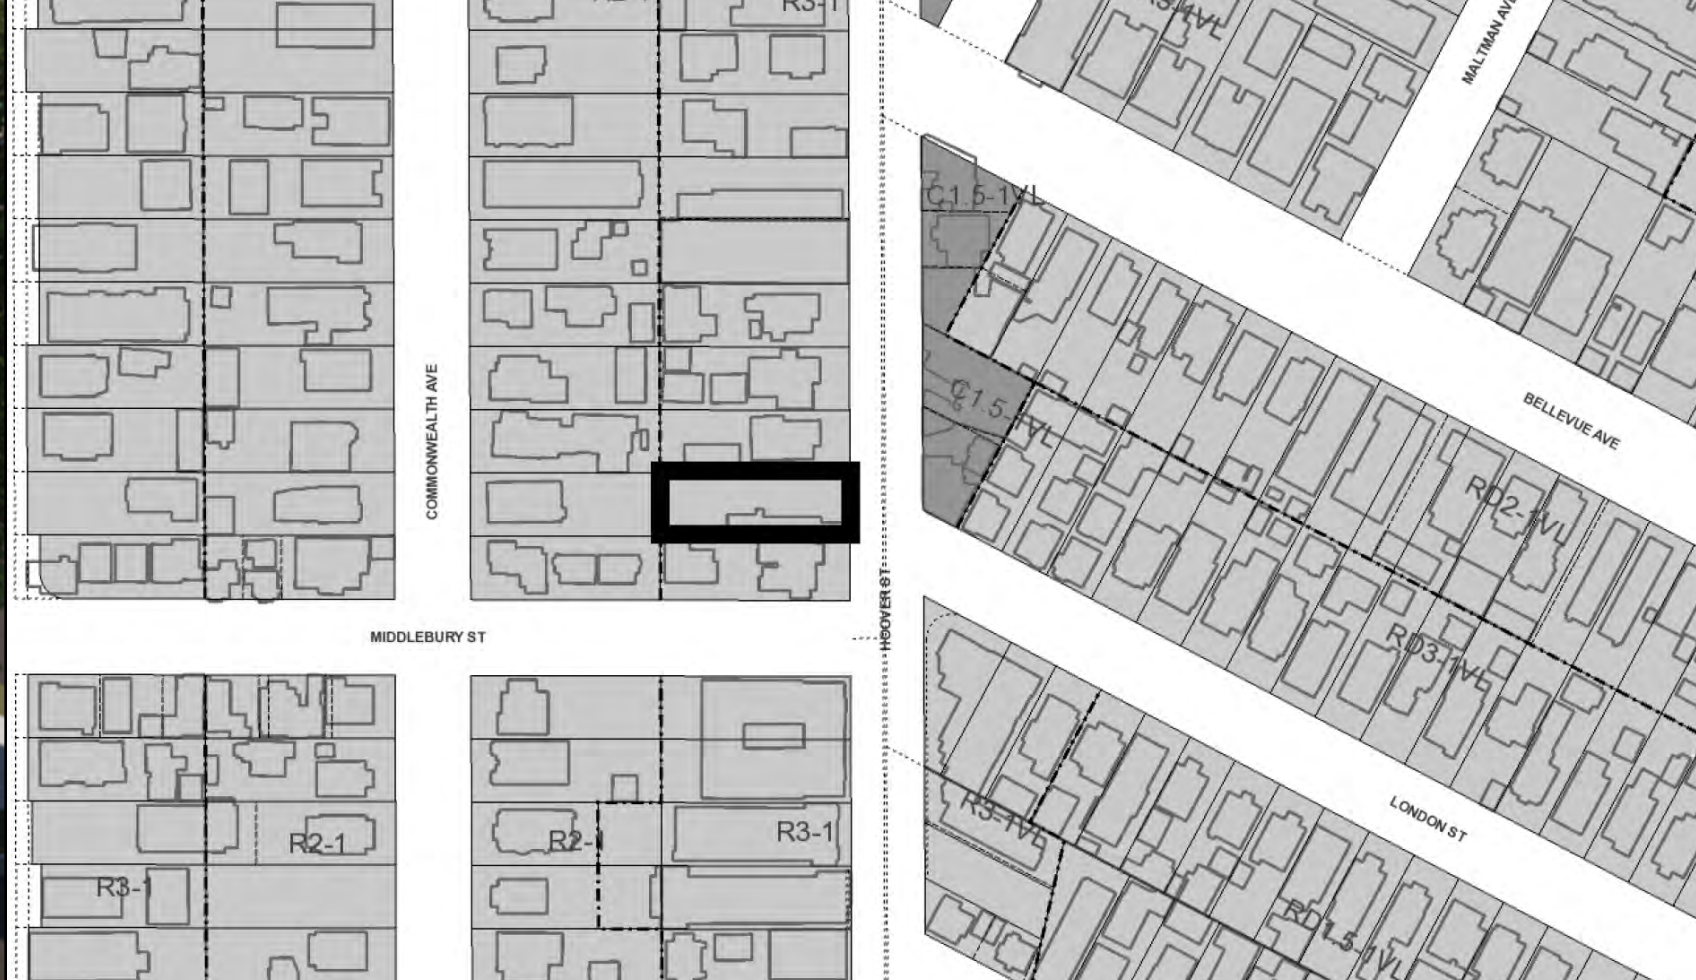 R3-1
MALTMAN AVE
C1.5-1VL
COMMONWEALTH AVE
C1.5-1VL
BELLEVUE AVE
RD2-1VL
HOOVER ST
MIDDLEBURY ST
RD3-1VL
LONDON ST
R3-1VL
R2-1
R2-1
R3-1
R3-1
RD1.5-1VL